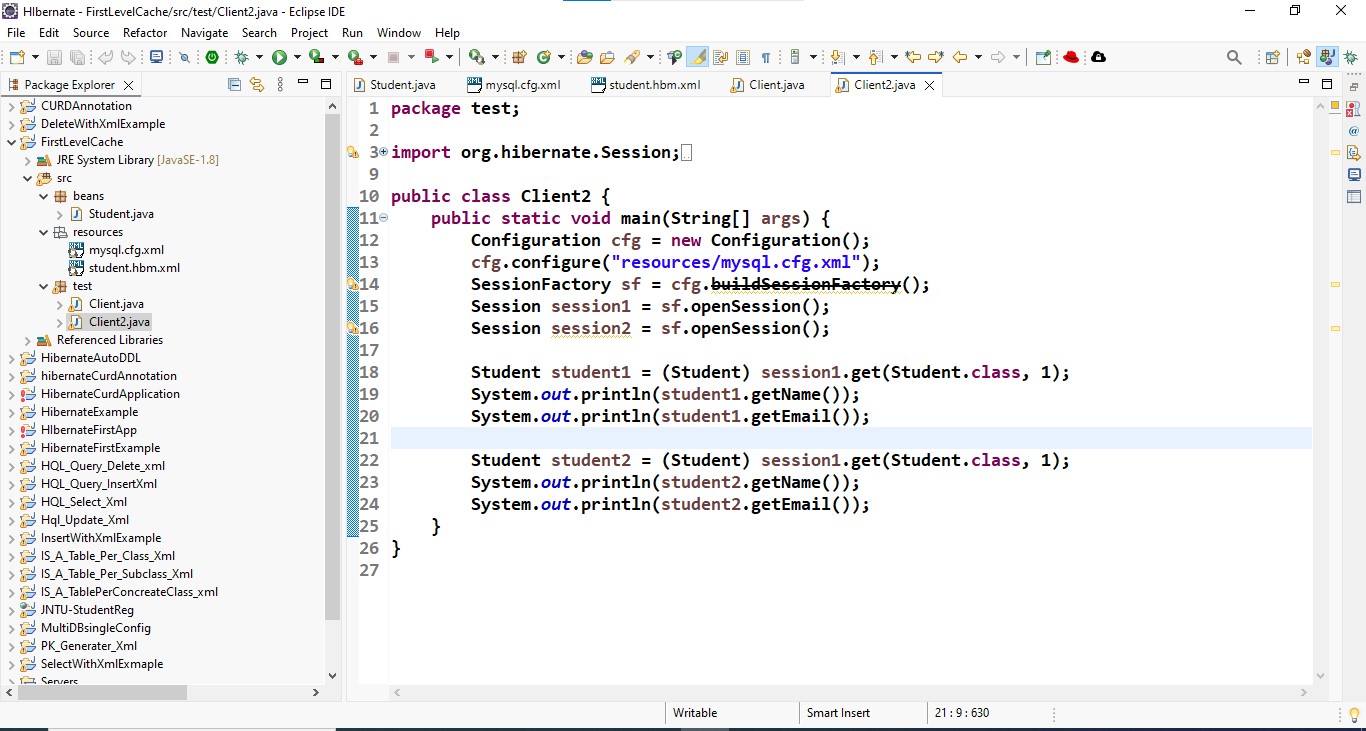 HIbernate - FirstLevelCache/src/test/Client2.java - Eclipse IDE
File Edit Source Refactor Navigate Search Project Run Window Help
Package Explorer
CURDAnnotation
DeleteWithXmlExample
FirstLevelCache
JRE System Library [JavaSE-1.8]
src
beans
Student.java
resources
mysql.cfg.xml
student.hbm.xml
test
Client.java
Client2.java
Referenced Libraries
HibernateAutoDDL
hibernateCurdAnnotation
HibernateCurdApplication
HibernateExample
HIbernateFirstApp
HibernateFirstExample
HQL_Query_Delete_xml
HQL_Query_InsertXml
HQL_Select_Xml
Hql_Update_Xml
InsertWithXmlExample
IS_A_Table_Per_Class_Xml
IS_A_Table_Per_Subclass_Xml
IS_A_TablePerConcreateClass_xml
JNTU-StudentReg
MultiDBsingleConfig
PK_Generater_Xml
SelectWithXmlExmaple
Servers
Student.java mysql.cfg.xml student.hbm.xml Client.java Client2.java
1 package test;
2
3 import org.hibernate.Session;
9
10 public class Client2 {
11 public static void main(String[] args) {
12 Configuration cfg = new Configuration();
13 cfg.configure("resources/mysql.cfg.xml");
14 SessionFactory sf = cfg.buildSessionFactory();
15 Session session1 = sf.openSession();
16 Session session2 = sf.openSession();
17
18 Student student1 = (Student) session1.get(Student.class, 1);
19 System.out.println(student1.getName());
20 System.out.println(student1.getEmail());
21
22 Student student2 = (Student) session1.get(Student.class, 1);
23 System.out.println(student2.getName());
24 System.out.println(student2.getEmail());
25 }
26 }
27
Writable Smart Insert 21 : 9 : 630